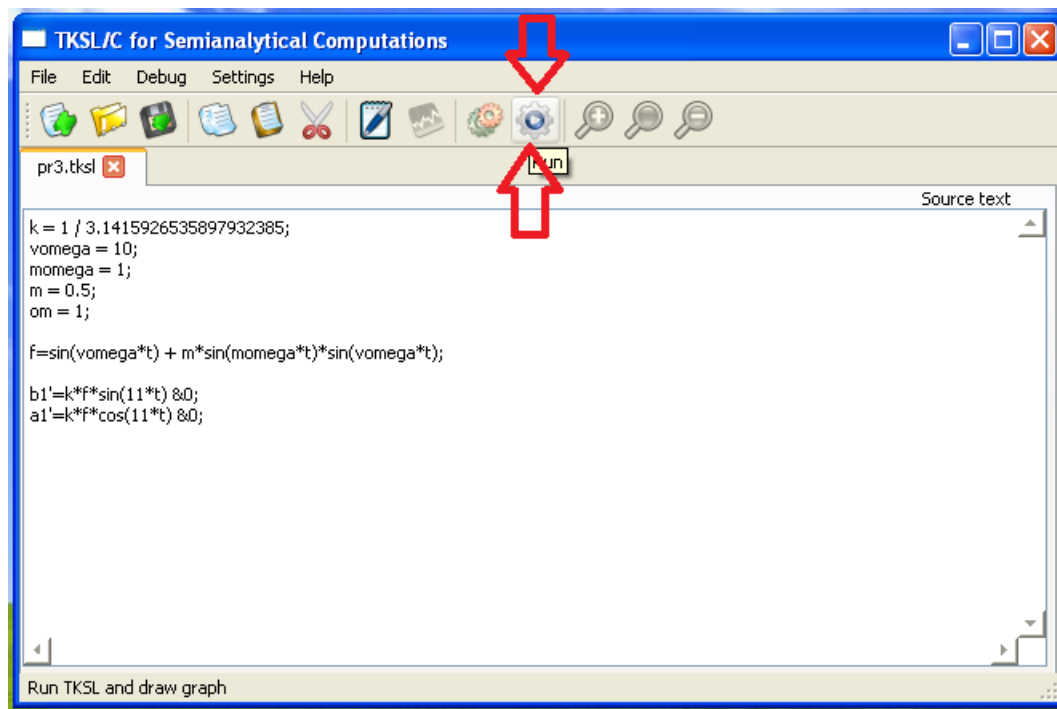 TKSL/C for Semianalytical Computations
File Edit Debug Settings Help
pr3.tksl
Run
Source text
k = 1 / 3.1415926535897932385;
vomega = 10;
momega = 1;
m = 0.5;
om = 1;
f=sin(vomega*t) + m*sin(momega*t)*sin(vomega*t);
b1'=k*f*sin(11*t) &0;
a1'=k*f*cos(11*t) &0;
Run TKSL and draw graph